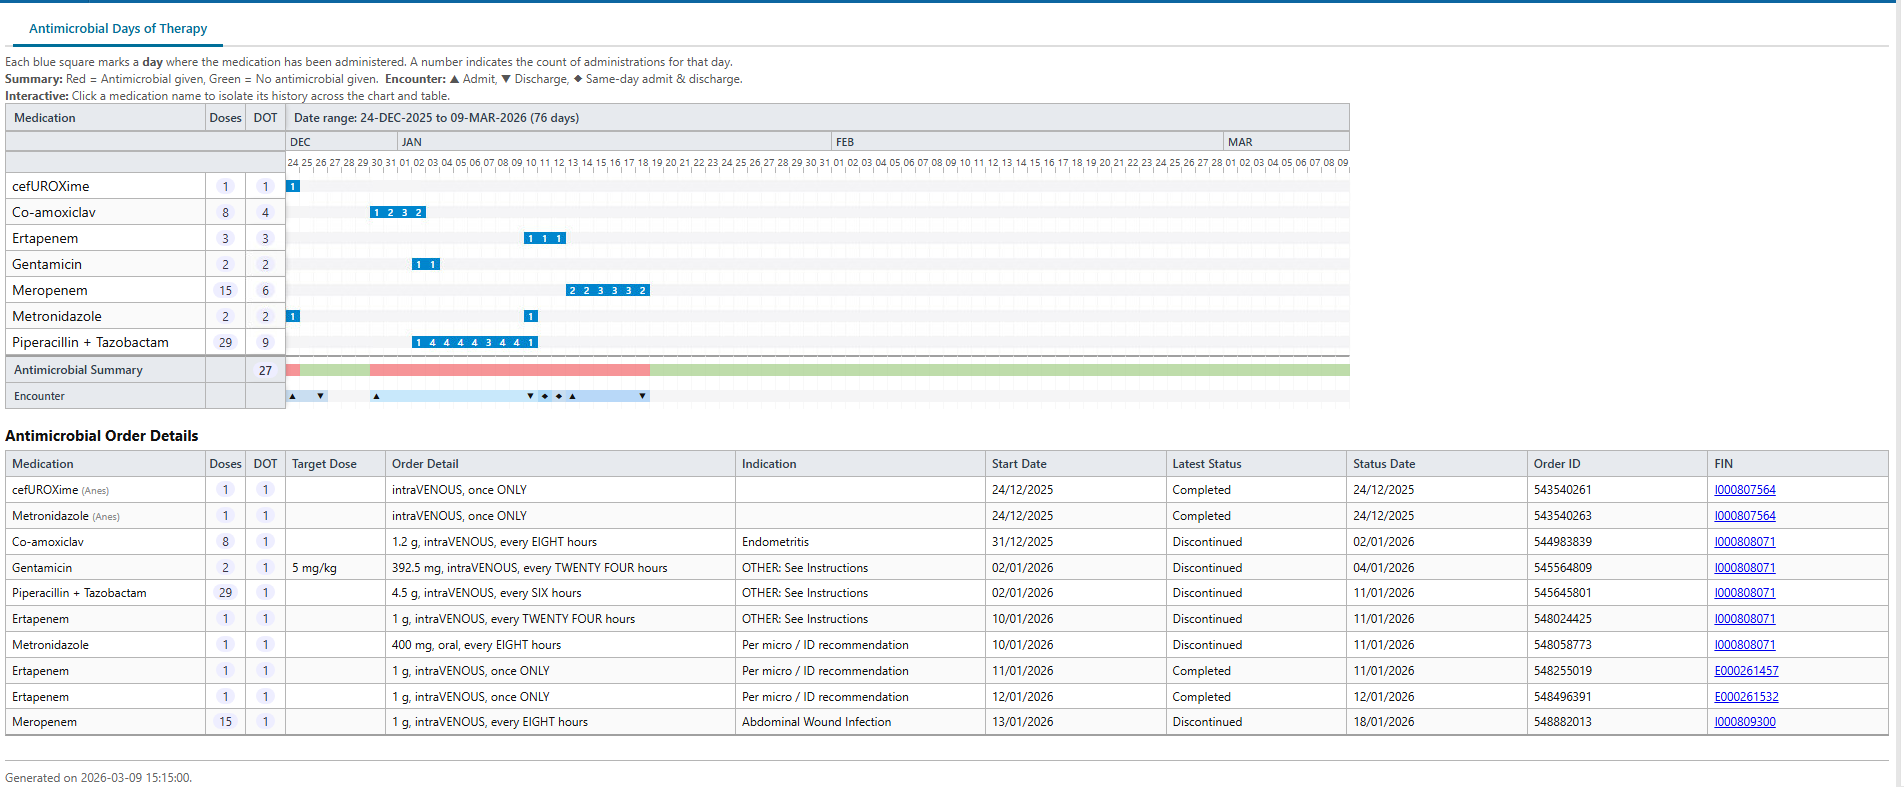 Antimicrobial Days of Therapy
Each blue square marks a day where the medication has been administered. A number indicates the count of administrations for that day.
Summary: Red = Antimicrobial given, Green = No antimicrobial given. Encounter: ▲ Admit, ▼ Discharge, ◆ Same-day admit & discharge.
Interactive: Click a medication name to isolate its history across the chart and table.
Medication Doses DOT Date range: 24-DEC-2025 to 09-MAR-2026 (76 days)
DEC JAN FEB MAR
24 25 26 27 28 29 30 31 01 02 03 04 05 06 07 08 09 10 11 12 13 14 15 16 17 18 19 20 21 22 23 24 25 26 27 28 29 30 31 01 02 03 04 05 06 07 08 09 10 11 12 13 14 15 16 17 18 19 20 21 22 23 24 25 26 27 28 01 02 03 04 05 06 07 08 09
cefUROXime 1 1 1
Co-amoxiclav 8 4 1 2 3 2
Ertapenem 3 3 1 1 1
Gentamicin 2 2 1 1
Meropenem 15 6 2 2 3 3 3 2
Metronidazole 2 2 1 1
Piperacillin + Tazobactam 29 9 1 4 4 4 4 3 4 4 1
Antimicrobial Summary 27
Encounter ▲ ▼ ▲ ▼ ◆ ◆ ▲ ▼
Antimicrobial Order Details
Medication Doses DOT Target Dose Order Detail Indication Start Date Latest Status Status Date Order ID FIN
cefUROXime (Anes) 1 1 intraVENOUS, once ONLY 24/12/2025 Completed 24/12/2025 543540261 I000807564
Metronidazole (Anes) 1 1 intraVENOUS, once ONLY 24/12/2025 Completed 24/12/2025 543540263 I000807564
Co-amoxiclav 8 1 1.2 g, intraVENOUS, every EIGHT hours Endometritis 31/12/2025 Discontinued 02/01/2026 544983839 I000808071
Gentamicin 2 1 5 mg/kg 392.5 mg, intraVENOUS, every TWENTY FOUR hours OTHER: See Instructions 02/01/2026 Discontinued 04/01/2026 545564809 I000808071
Piperacillin + Tazobactam 29 1 4.5 g, intraVENOUS, every SIX hours OTHER: See Instructions 02/01/2026 Discontinued 11/01/2026 545645801 I000808071
Ertapenem 1 1 1 g, intraVENOUS, every TWENTY FOUR hours OTHER: See Instructions 10/01/2026 Discontinued 11/01/2026 548024425 I000808071
Metronidazole 1 1 400 mg, oral, every EIGHT hours Per micro / ID recommendation 10/01/2026 Discontinued 11/01/2026 548058773 I000808071
Ertapenem 1 1 1 g, intraVENOUS, once ONLY Per micro / ID recommendation 11/01/2026 Completed 11/01/2026 548255019 E000261457
Ertapenem 1 1 1 g, intraVENOUS, once ONLY Per micro / ID recommendation 12/01/2026 Completed 12/01/2026 548496391 E000261532
Meropenem 15 1 1 g, intraVENOUS, every EIGHT hours Abdominal Wound Infection 13/01/2026 Discontinued 18/01/2026 548882013 I000809300
Generated on 2026-03-09 15:15:00.